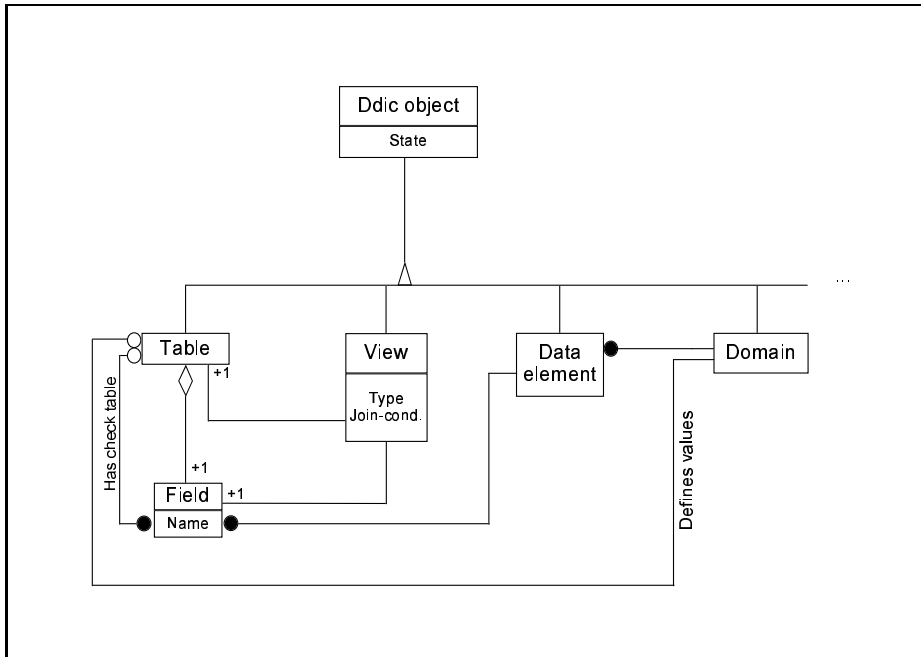 Ddic object
State
...
Table
View
Data
element
Domain
+1
Type
Join-cond.
Has check table
Defines values
+1
Field
+1
Name